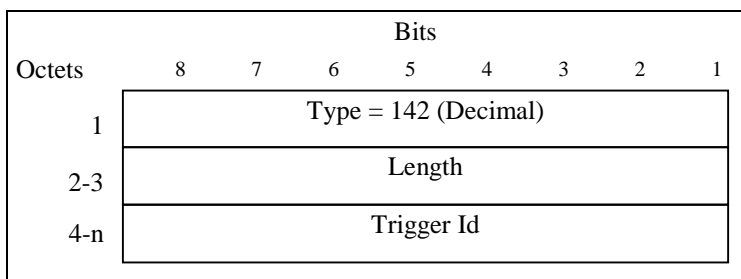 Bits
Octets 8 7 6 5 4 3 2 1
1 Type = 142 (Decimal)
2-3 Length
4-n Trigger Id